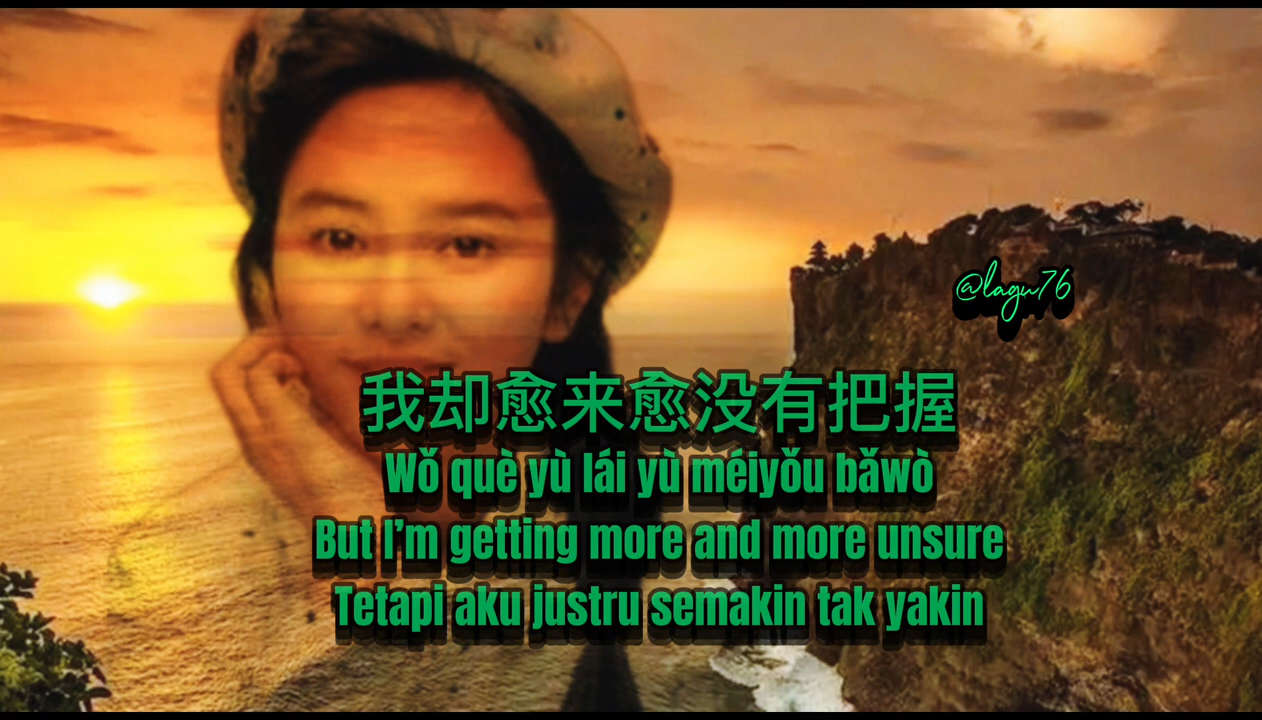 @lagu76
我却愈来愈没有把握
Wǒ què yù lái yù méiyǒu bǎwò
But I'm getting more and more unsure
Tetapi aku justru semakin tak yakin